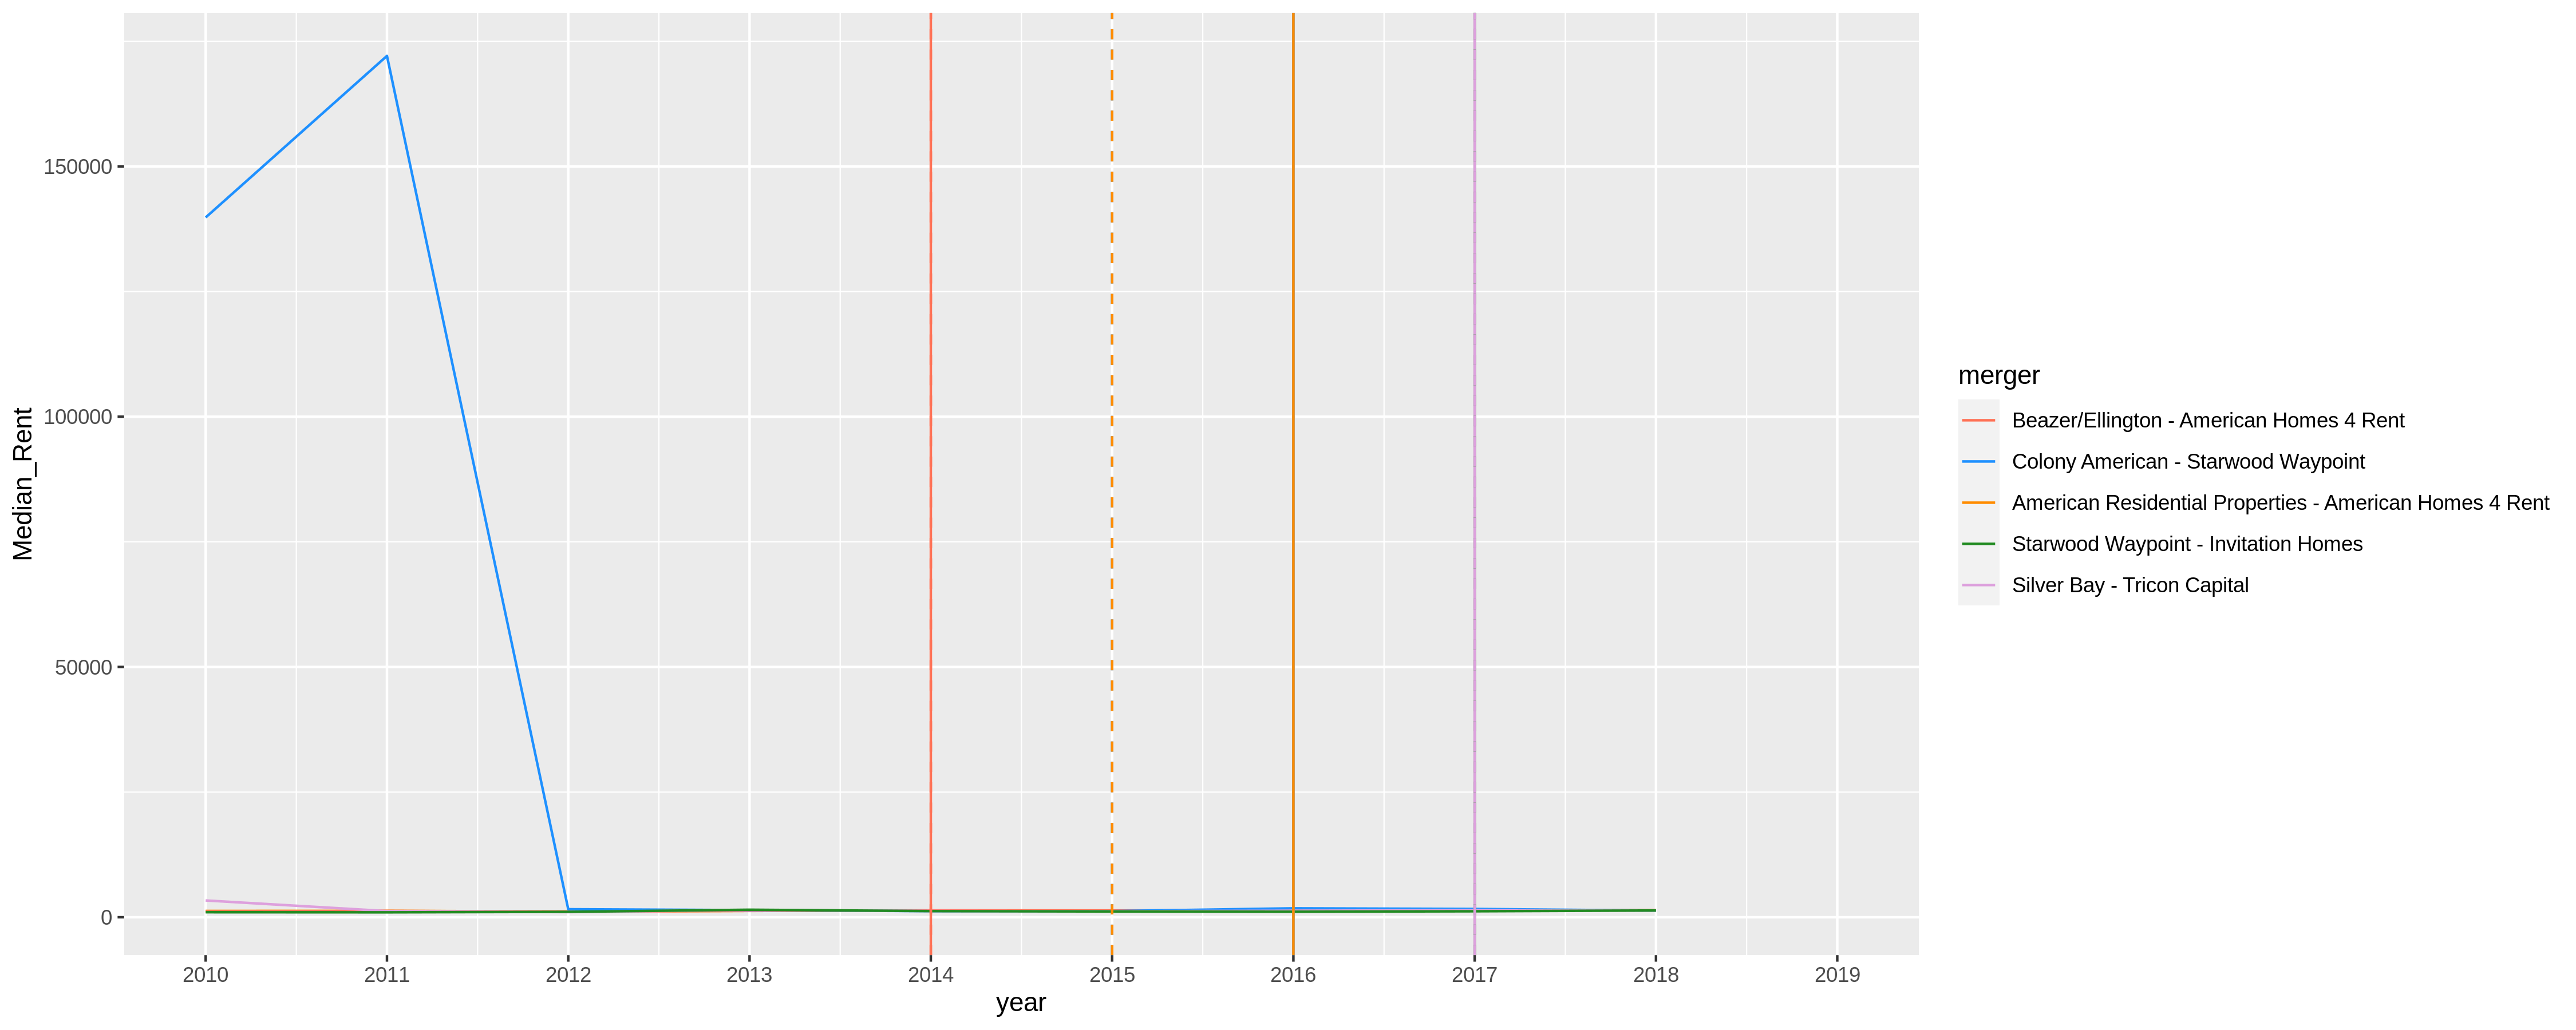 Median_Rent
150000
100000
50000
0
2010 2011 2012 2013 2014 2015 2016 2017 2018 2019
year
merger
Beazer/Ellington - American Homes 4 Rent
Colony American - Starwood Waypoint
American Residential Properties - American Homes 4 Rent
Starwood Waypoint - Invitation Homes
Silver Bay - Tricon Capital